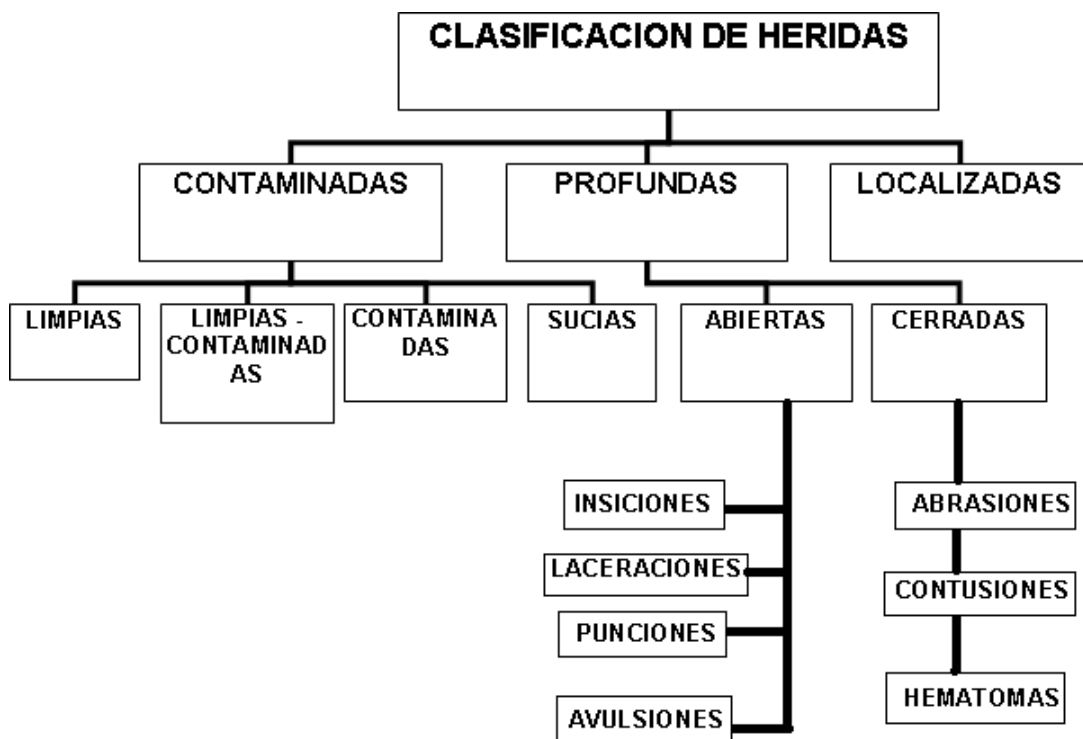 CLASIFICACION DE HERIDAS
CONTAMINADAS
PROFUNDAS
LOCALIZADAS
LIMPIAS
LIMPIAS -
CONTAMINAD
AS
CONTAMINA
DAS
SUCIAS
ABIERTAS
CERRADAS
INSICIONES
LACERACIONES
PUNCIONES
AVULSIONES
ABRASIONES
CONTUSIONES
HEMATOMAS